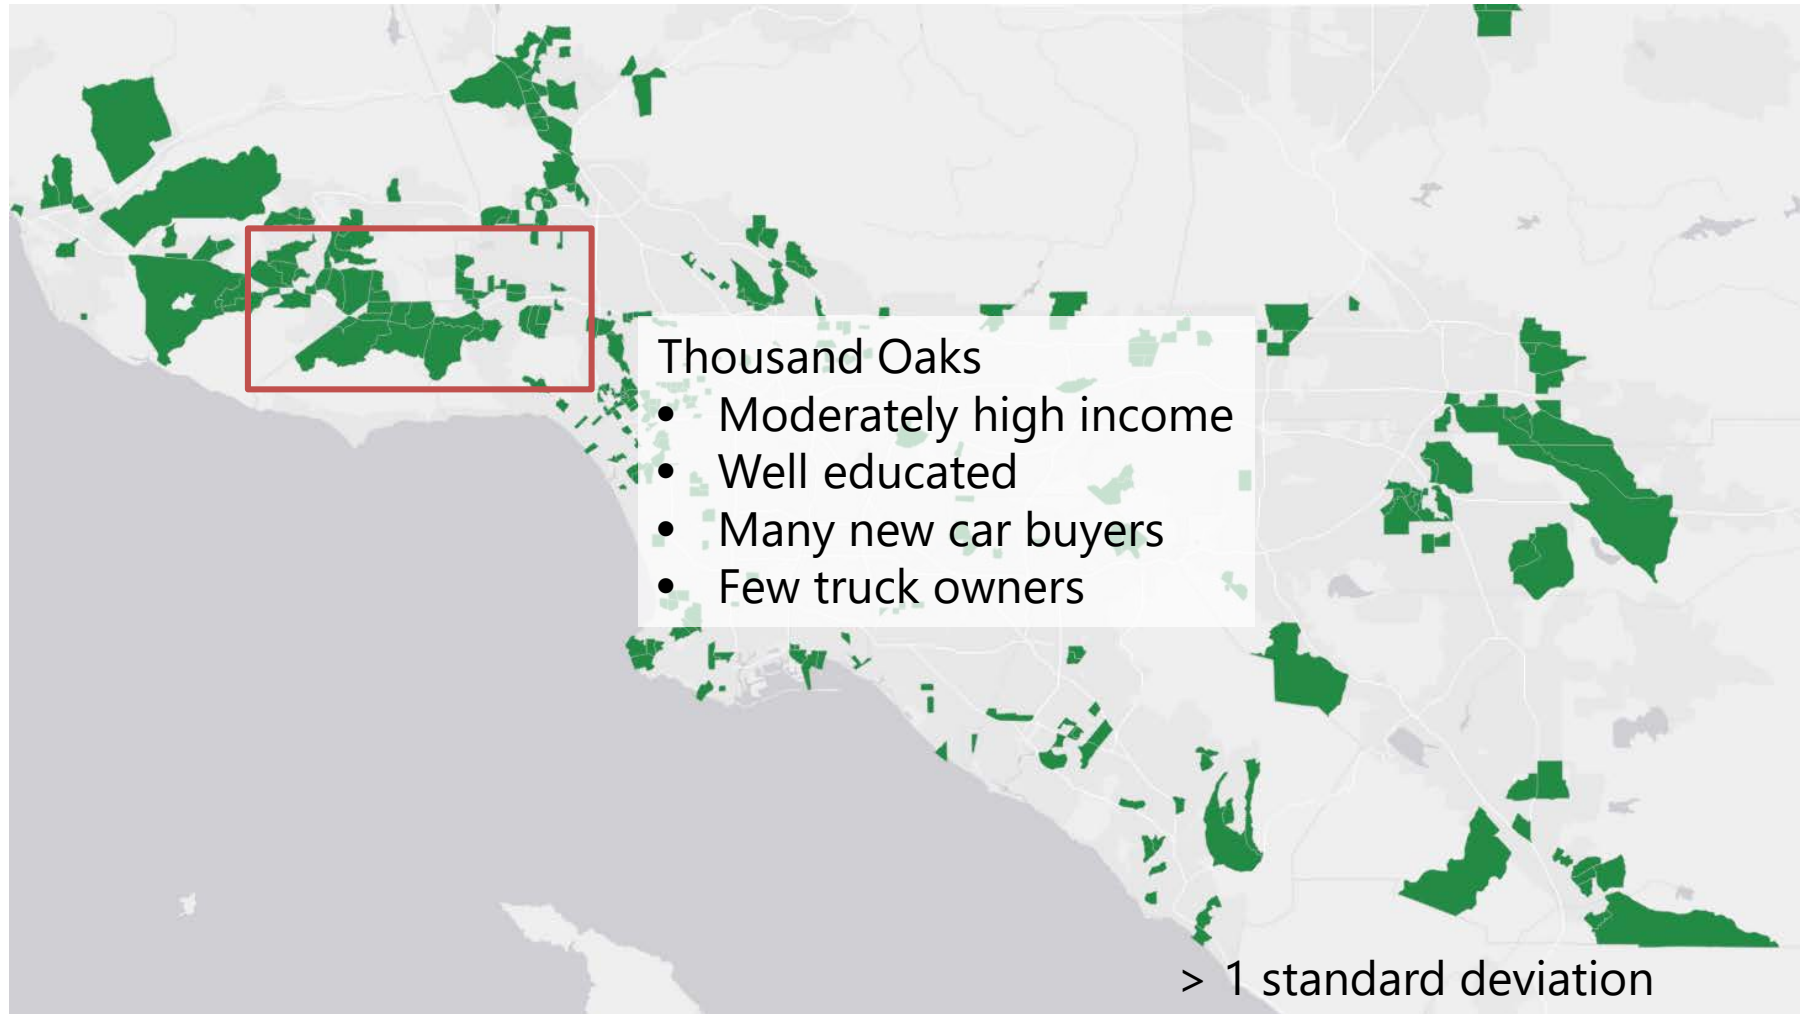 Thousand Oaks
• Moderately high income
• Well educated
• Many new car buyers
• Few truck owners
> 1 standard deviation